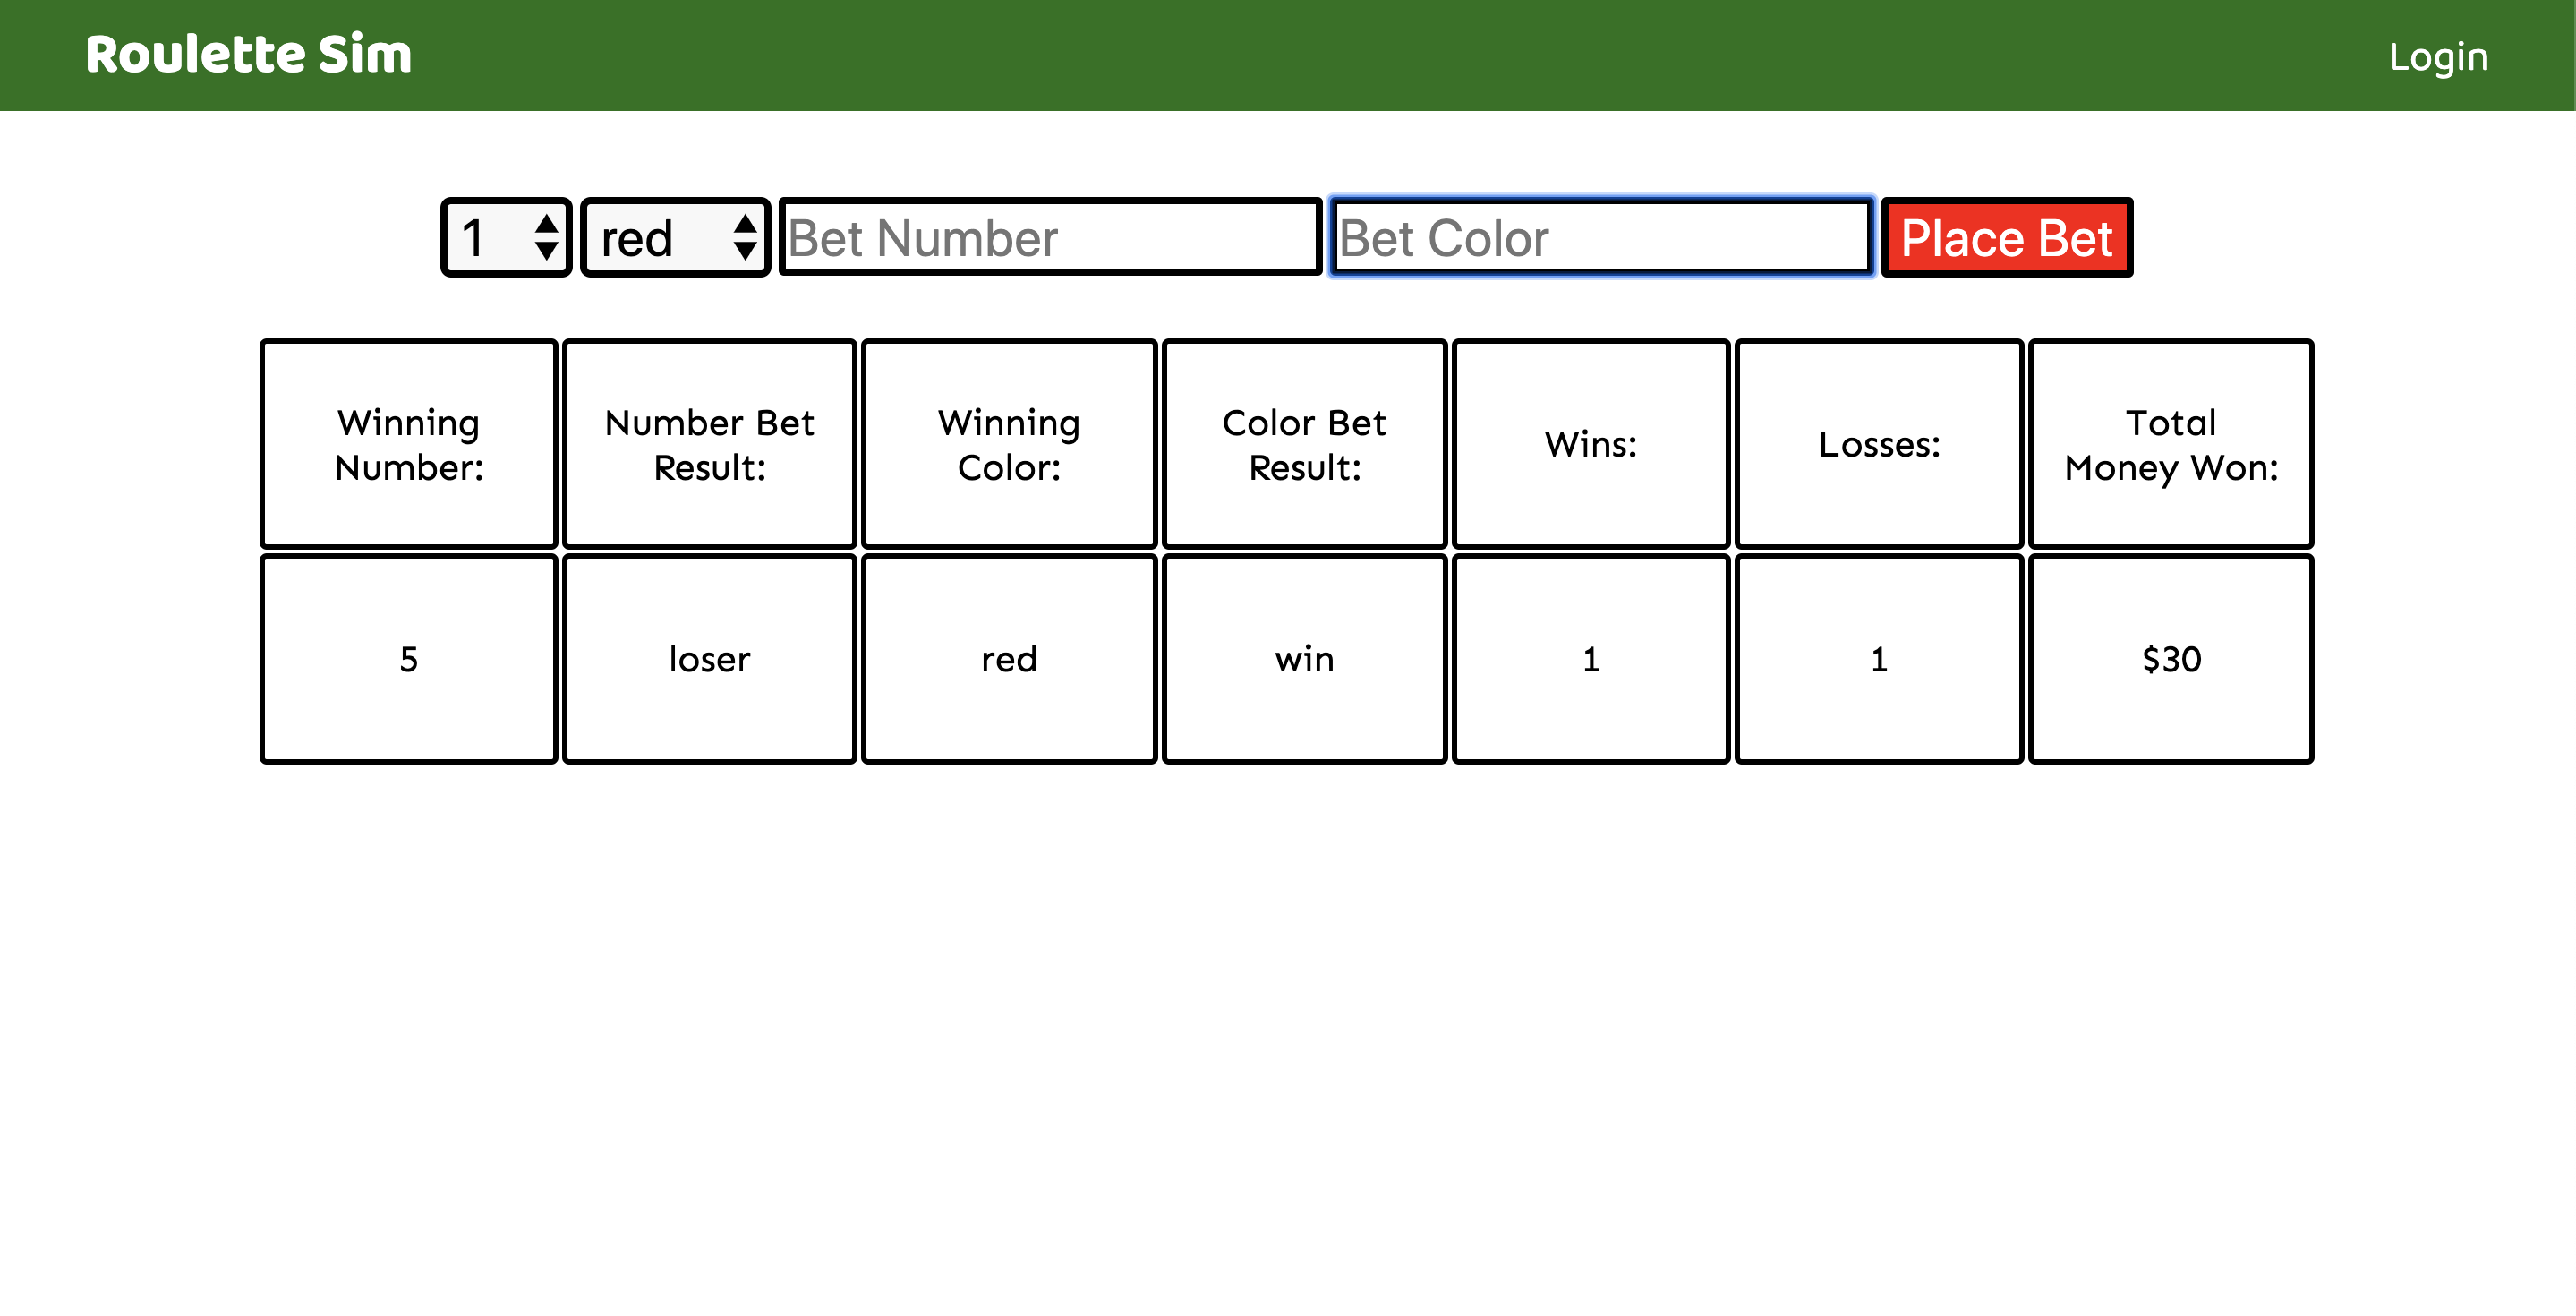 Roulette Sim
Login
1
red
Bet Number
Bet Color
Place Bet
Winning
Number:
Number Bet
Result:
Winning
Color:
Color Bet
Result:
Wins:
Losses:
Total
Money Won:
5
loser
red
win
1
1
$30